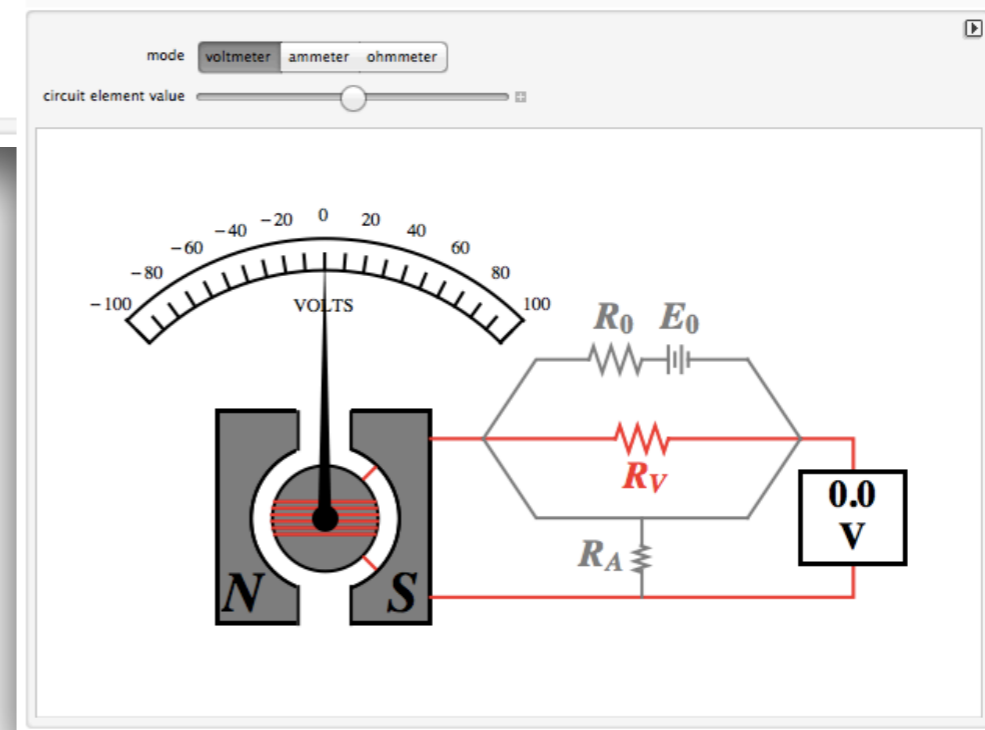 mode voltmeter ammeter ohmmeter
circuit element value
−100 −80 −60 −40 −20 0 20 40 60 80 100
VOLTS
R0 E0
RV
0.0
V
RA
N S